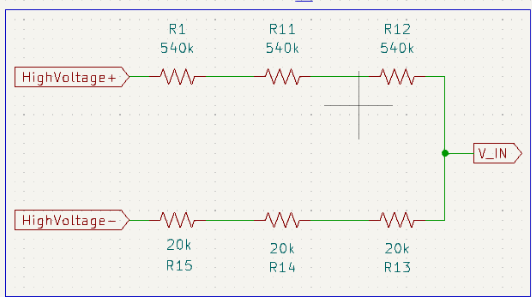 R1 R11 R12
540k 540k 540k
HighVoltage+
V_IN
HighVoltage-
20k 20k 20k
R15 R14 R13